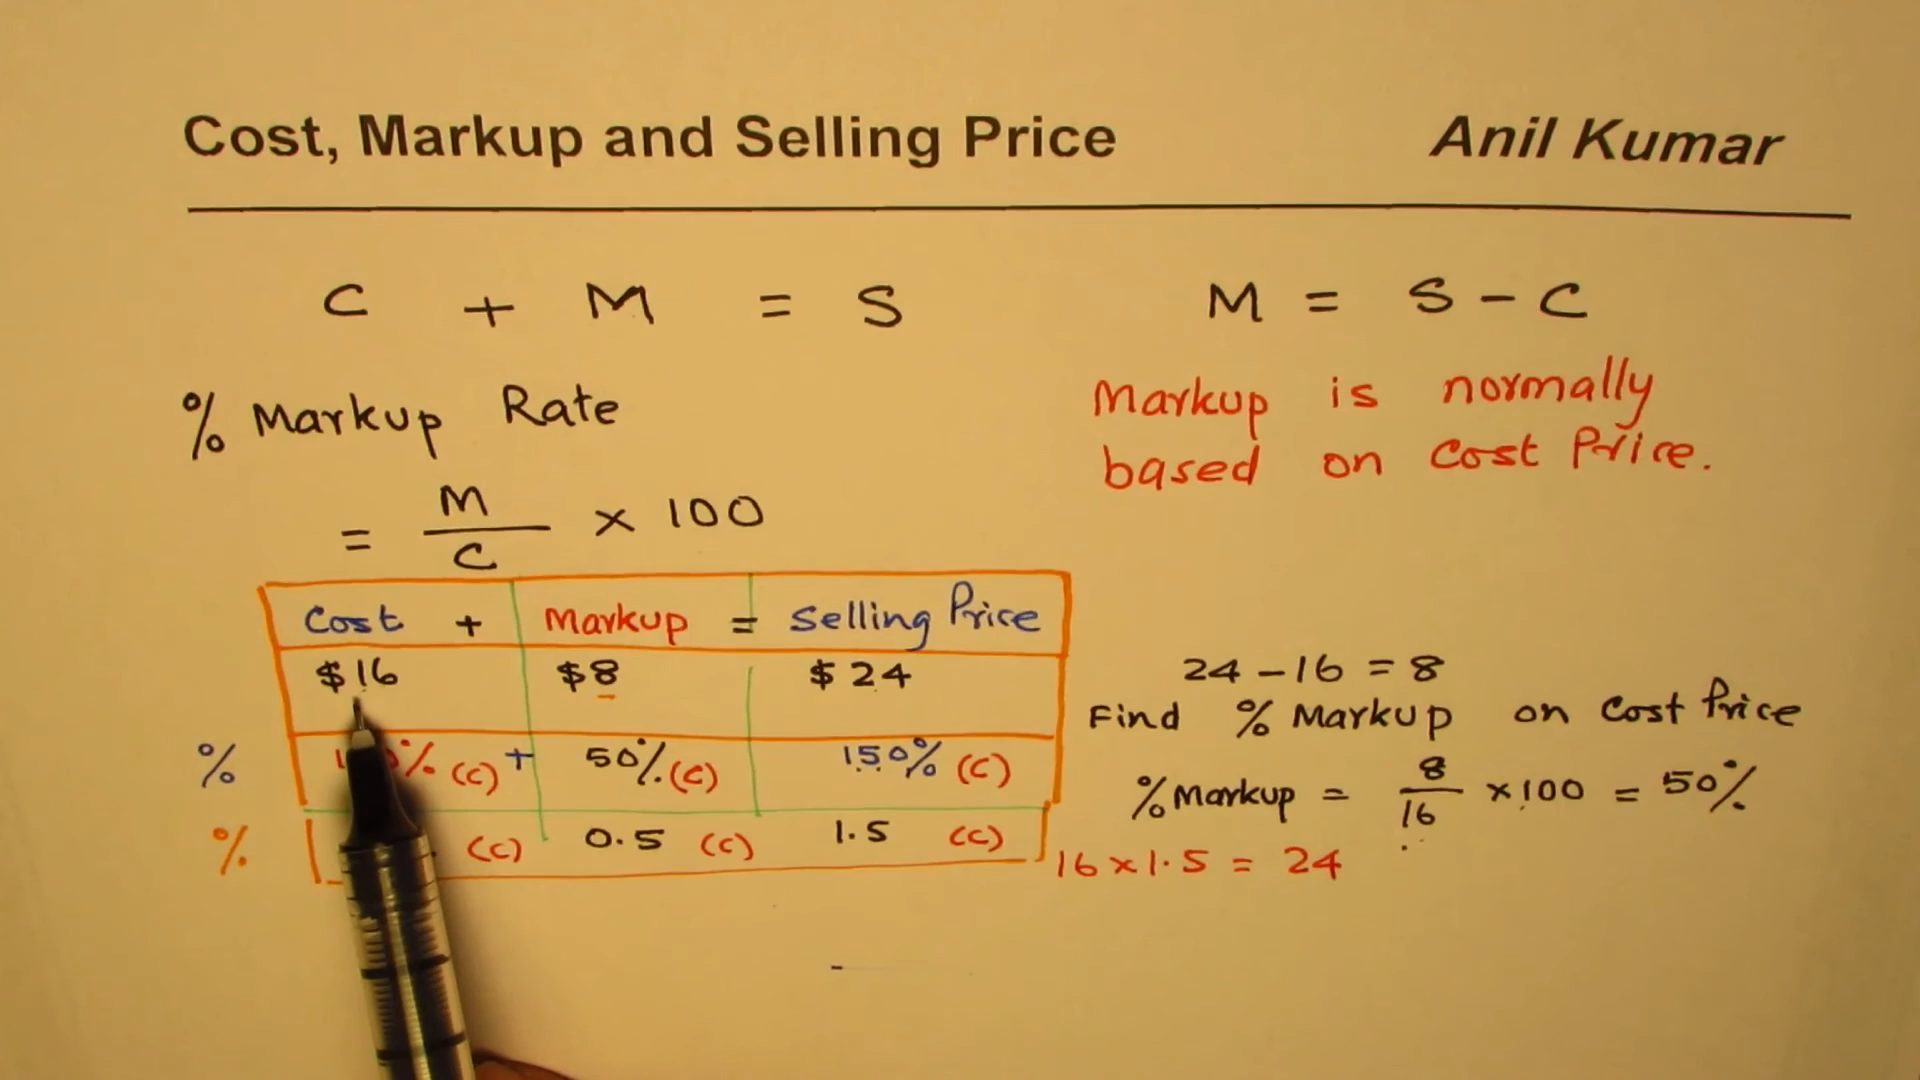 Cost, Markup and Selling Price
Anil Kumar
C + M = S
M = S - C
% Markup Rate
Markup is normally
based on Cost Price.
= M/C × 100
Cost + Markup = Selling Price
$16 $8 $24
24 - 16 = 8
Find % Markup on Cost Price
% (C) + 50% (C) 150% (C)
% Markup = 8/16 × 100 = 50%
% (C) 0.5 (C) 1.5 (C)
16 × 1.5 = 24